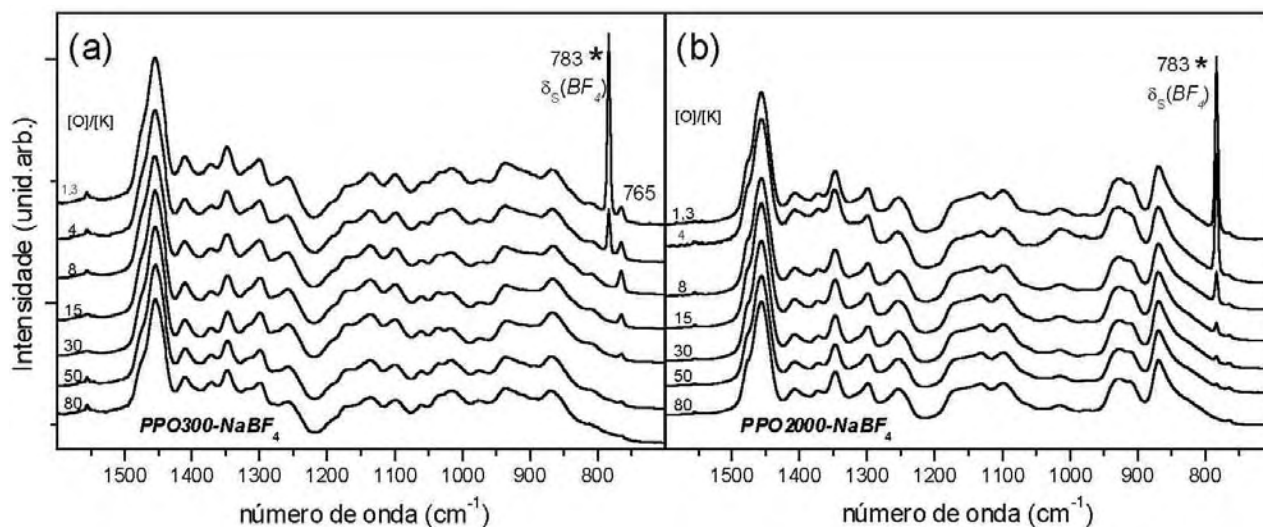 (a)
783 *
δS(BF4)
[O]/[K]
1.3
4
8
15
30
50
80
765
PPO300-NaBF4
(b)
783 *
δS(BF4)
[O]/[K]
1.3
4
8
15
30
50
80
PPO2000-NaBF4
Intensidade (unid.arb.)
1500 1400 1300 1200 1100 1000 900 800
1500 1400 1300 1200 1100 1000 900 800
número de onda (cm-1)
número de onda (cm-1)